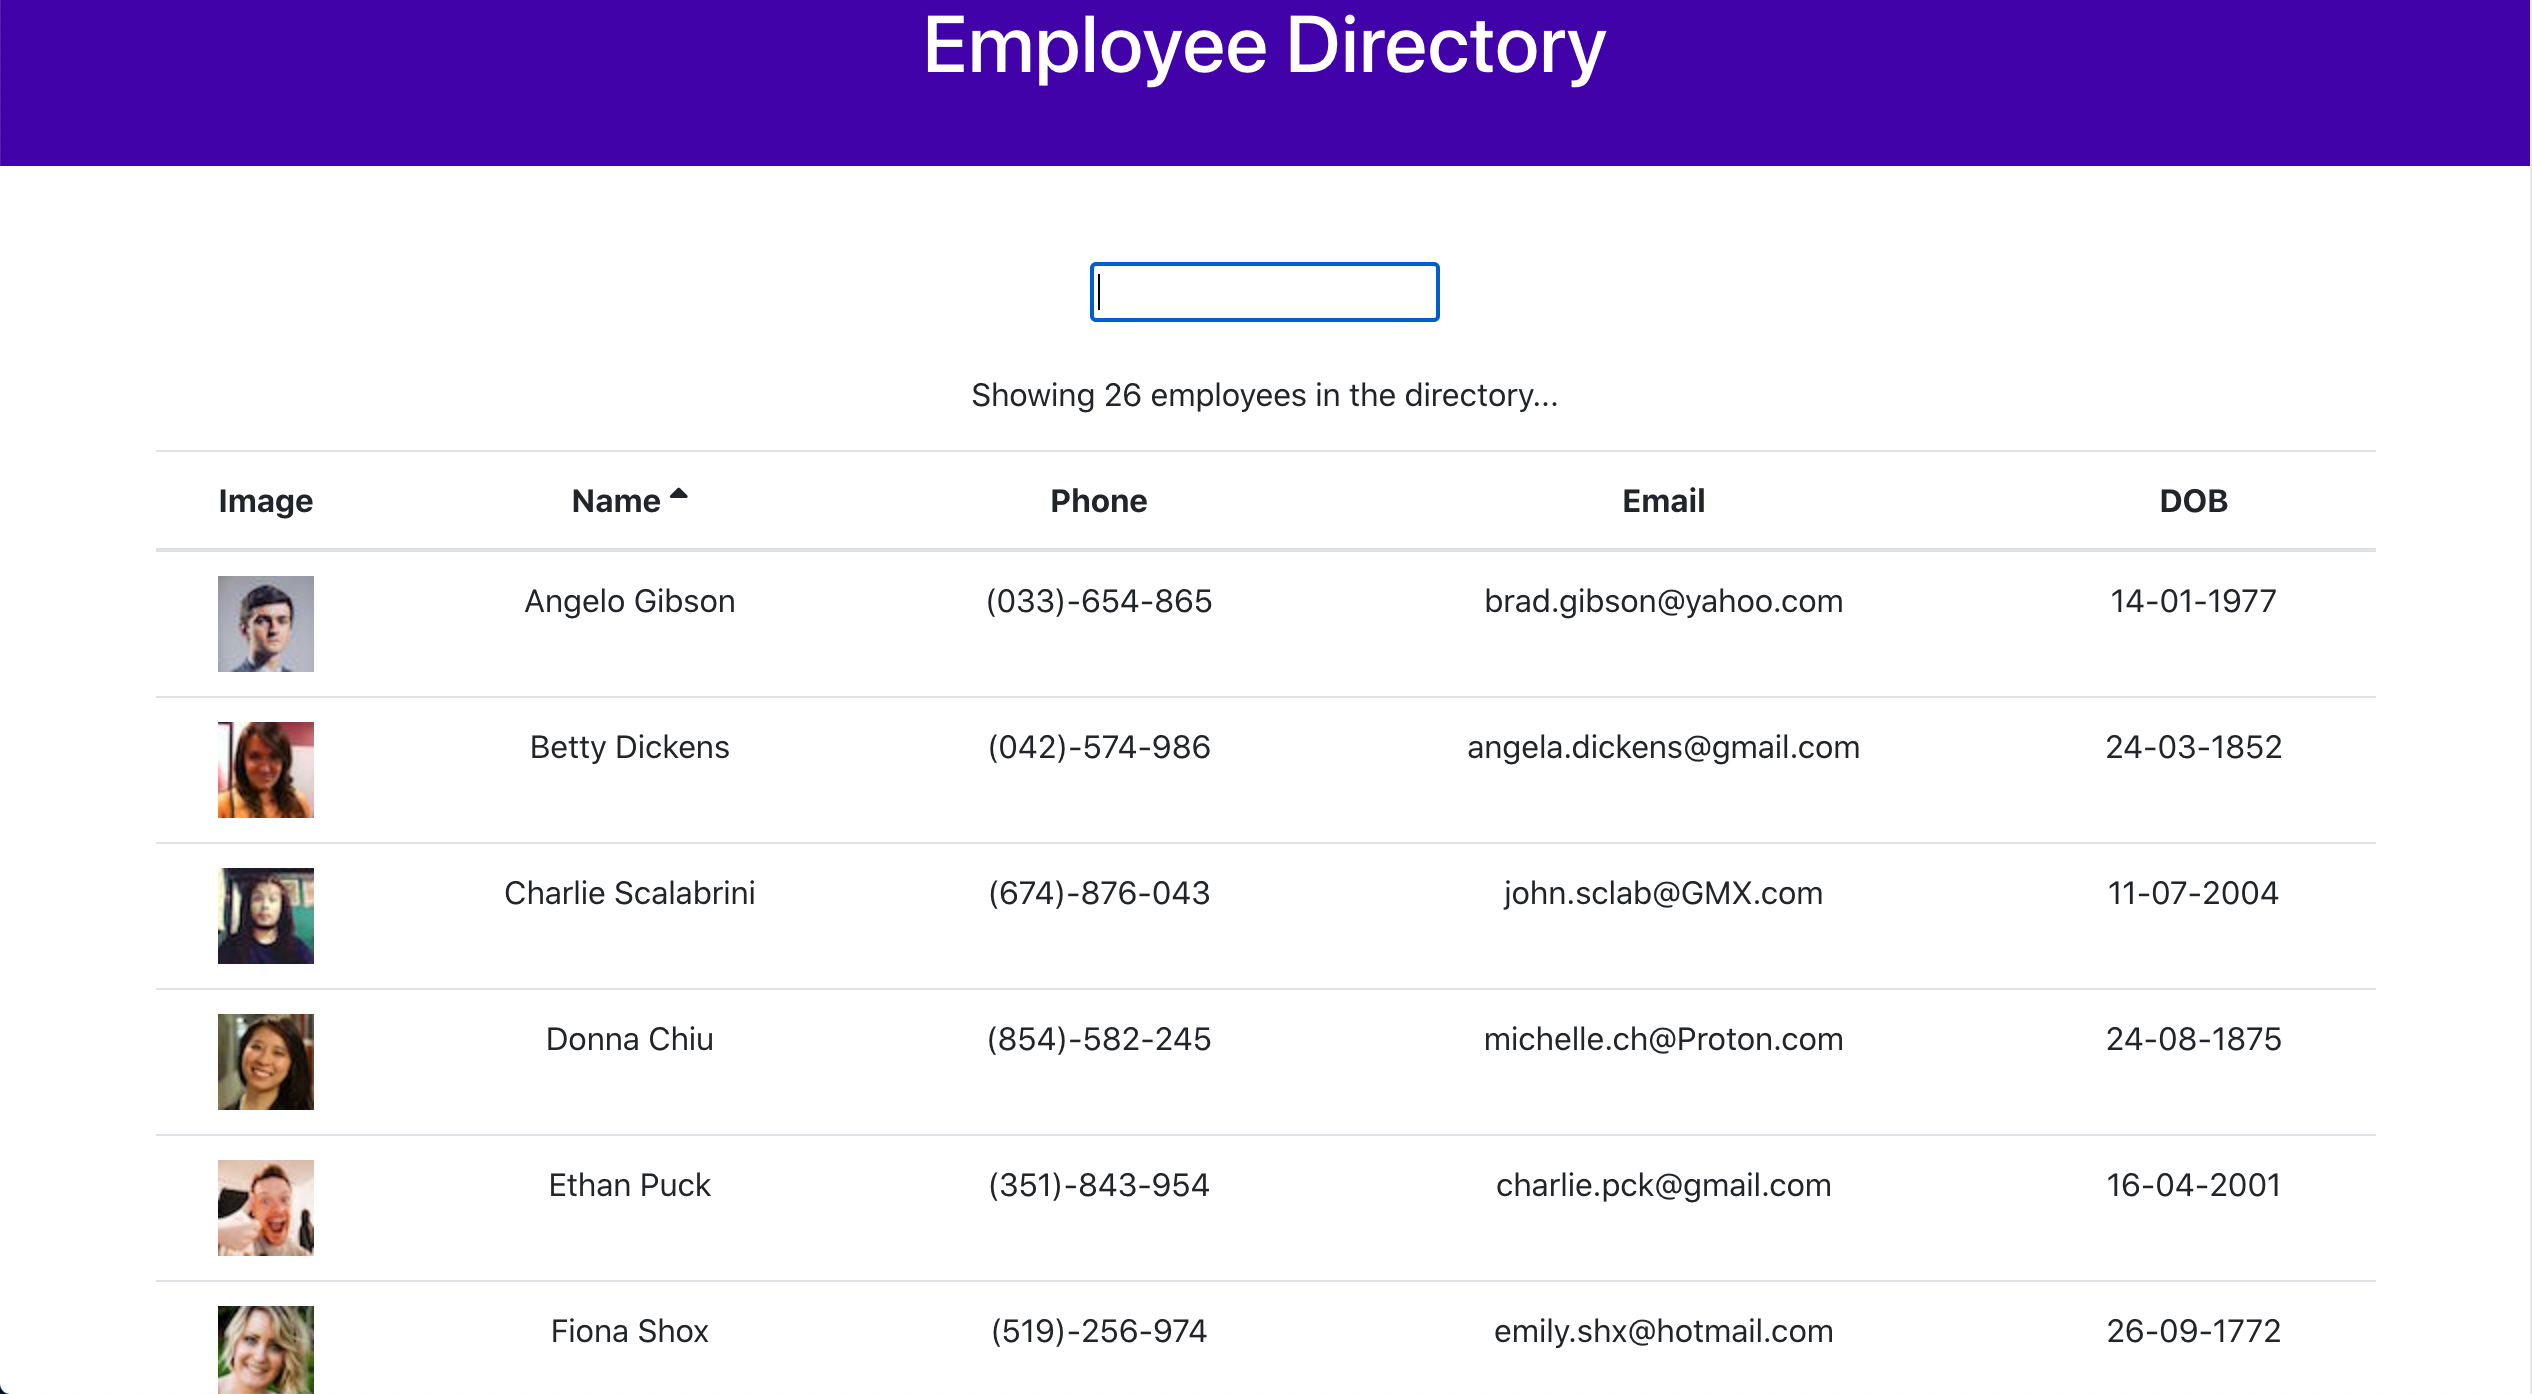 Employee Directory
Showing 26 employees in the directory...
Image Name Phone Email DOB
Angelo Gibson (033)-654-865 brad.gibson@yahoo.com 14-01-1977
Betty Dickens (042)-574-986 angela.dickens@gmail.com 24-03-1852
Charlie Scalabrini (674)-876-043 john.sclab@GMX.com 11-07-2004
Donna Chiu (854)-582-245 michelle.ch@Proton.com 24-08-1875
Ethan Puck (351)-843-954 charlie.pck@gmail.com 16-04-2001
Fiona Shox (519)-256-974 emily.shx@hotmail.com 26-09-1772